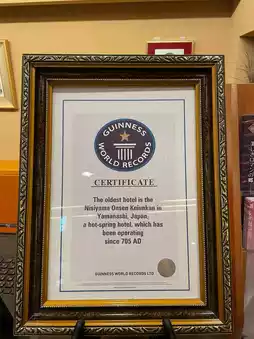 GUINNESS
WORLD RECORDS
CERTIFICATE
The oldest hotel in the
Nisiyama Onsen Keiunkan in
Yamanashi, Japan,
a hot-spring hotel, which has
been operating
since 705 AD
GUINNESS WORLD RECORDS LTD